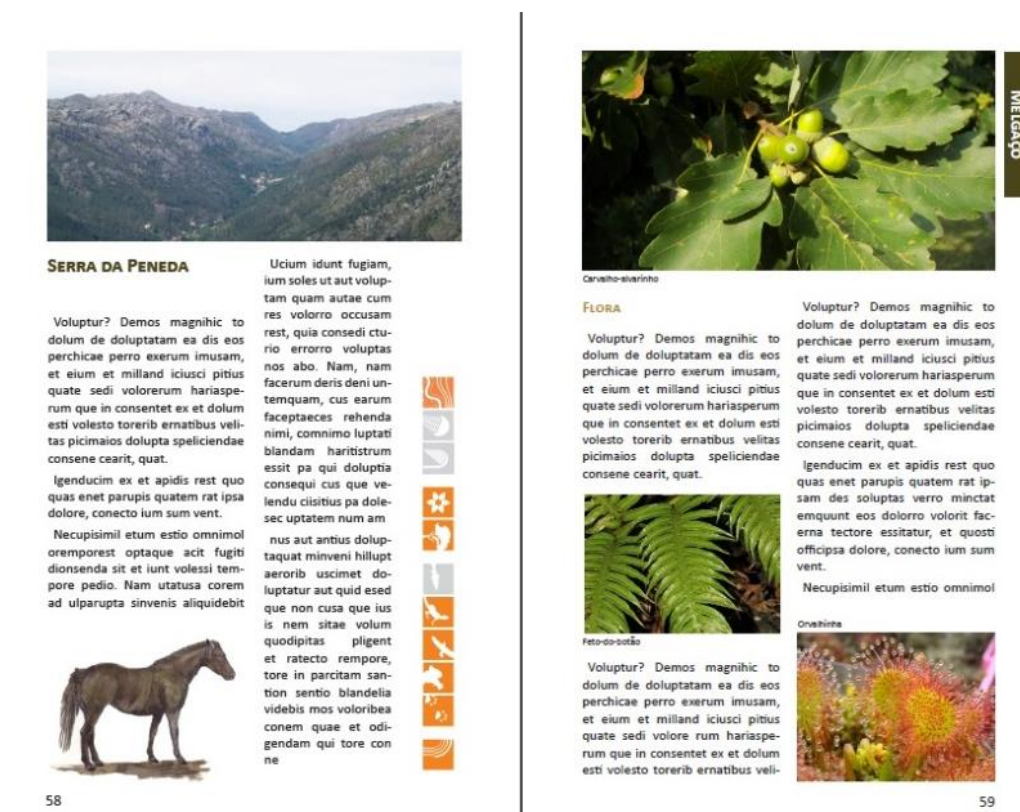 SERRA DA PENEDA
Voluptur? Demos magnihic to
dolum de doluptatam ea dis eos
perchicae perro exerum imusam,
et eium et milland iciusci pitius
quate sedi volorerum hariaspe-
rum que in consentet ex et dolum
esti volesto torerib ernatibus veli-
tas picimaios dolupta speliciendae
consene cearit, quat.
Igenducim ex et apidis rest quo
quas enet parupis quatem rat ipsa
dolore, conecto ium sum vent.
Necupisimil etum estio omnimol
oremporest optaque acit fugiti
dionsenda sit et iunt volessi tem-
pore pedio. Nam utatusa corem
ad ulparupta sinvenis aliquidebit
Ucium idunt fugiam,
ium soles ut aut volup-
tam quam autae cum
res volorro occusam
rest, quia consedi ctu-
rio errorro voluptas
nos abo. Nam, nam
facerum deris deni un-
temquam, cus earum
faceptaeces rehenda
nimi, comnimo luptati
blandam haritistrum
essit pa qui doluptia
consequi cus que ve-
lendu ciisitius pa dole-
sec uptatem num am
nus aut antius dolup-
taquat minveni hillupt
aerorib uscimet do-
luptatur aut quid esed
que non cusa que ius
is nem sitae volum
quodipitas pligent
et ratecto rempore,
tore in parcitam san-
tion sentio blandelia
videbis mos voloribea
conem quae et odi-
gendam qui tore con
ne
58
MELGAÇO
Carvalho-alvarinho
FLORA
Voluptur? Demos magnihic to
dolum de doluptatam ea dis eos
perchicae perro exerum imusam,
et eium et milland iciusci pitius
quate sedi volorerum hariasperum
que in consentet ex et dolum esti
volesto torerib ernatibus velitas
picimaios dolupta speliciendae
consene cearit, quat.
Feto-do-botão
Voluptur? Demos magnihic to
dolum de doluptatam ea dis eos
perchicae perro exerum imusam,
et eium et milland iciusci pitius
quate sedi volore rum hariaspe-
rum que in consentet ex et dolum
esti volesto torerib ernatibus veli-
Voluptur? Demos magnihic to
dolum de doluptatam ea dis eos
perchicae perro exerum imusam,
et eium et milland iciusci pitius
quate sedi volorerum hariasperum
que in consentet ex et dolum esti
volesto torerib ernatibus velitas
picimaios dolupta speliciendae
consene cearit, quat.
Igenducim ex et apidis rest quo
quas enet parupis quatem rat ip-
sam des soluptas verro minctat
emquunt eos dolorro volorit fac-
erna tectore essitatur, et quosti
officipsa dolore, conecto ium sum
vent.
Necupisimil etum estio omnimol
Orvalhinha
59